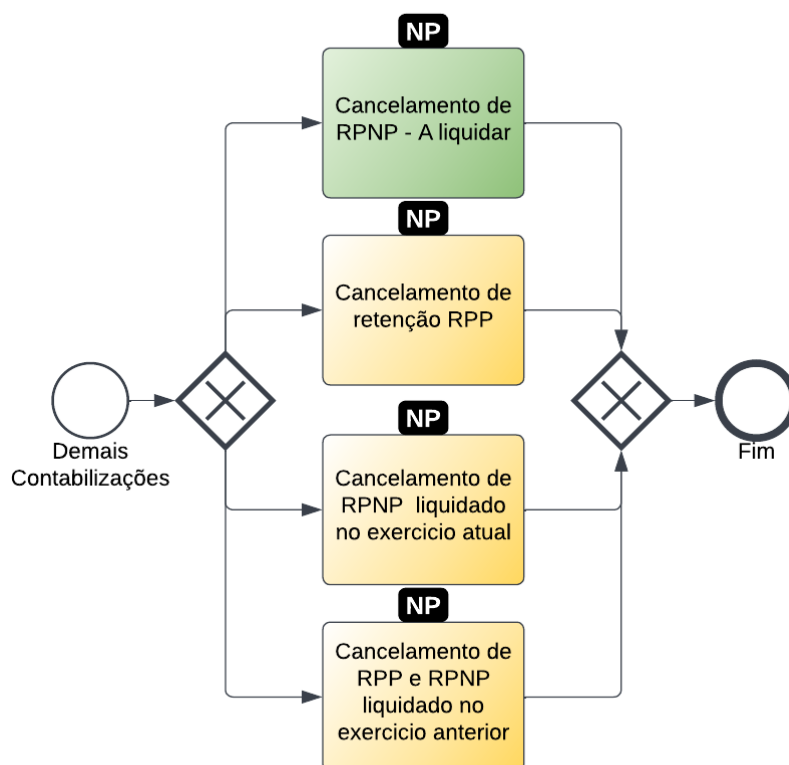 NP
Cancelamento de
RPNP - A liquidar
NP
Cancelamento de
retenção RPP
Demais
Contabilizações
NP
Cancelamento de
RPNP  liquidado
no exercicio atual
Fim
NP
Cancelamento de
RPP e RPNP
liquidado no
exercicio anterior